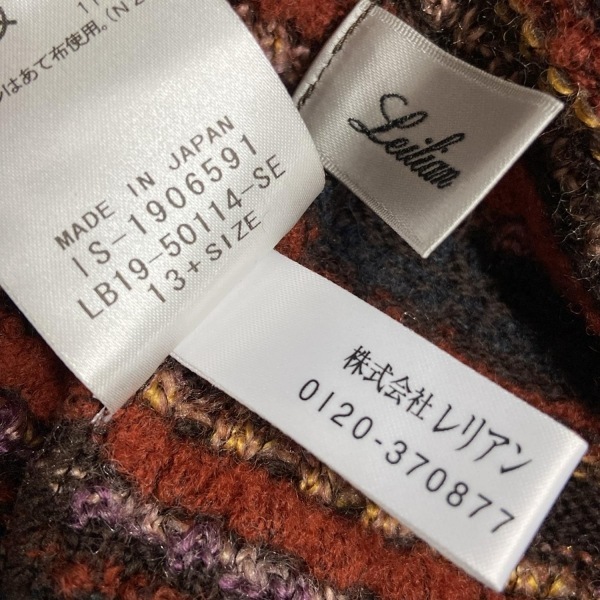 はあて布使用。(N2
MADE IN JAPAN
IS-1906591
LB19-50114-SE
13+SIZE
Leilian
株式会社レリアン
0120-370877